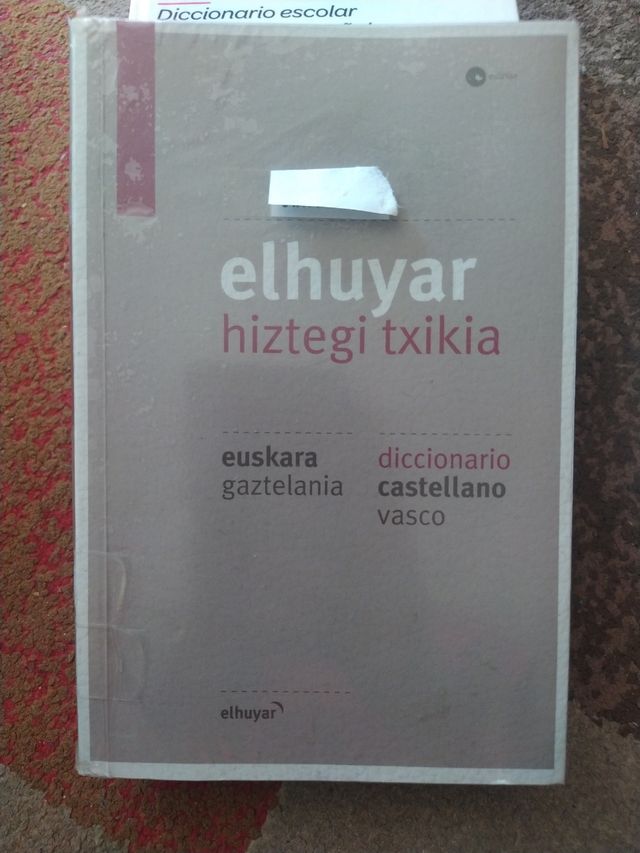 Diccionario escolar
elhuyar
hiztegi txikia
euskara
gaztelania
diccionario
castellano
vasco
elhuyar